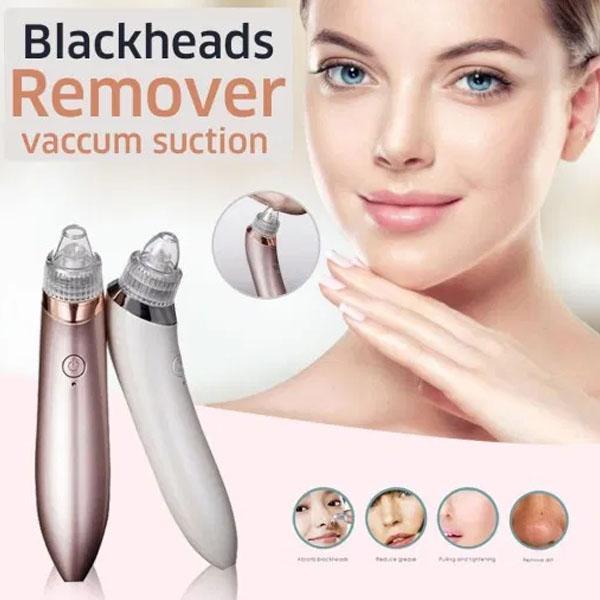 Blackheads
Remover
vaccum suction
Absorb blackheads
Reduce grease
Pulling and tightening
Remove dirt